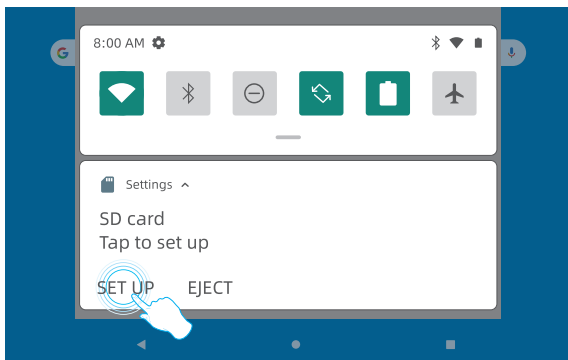 G
8:00 AM
Settings
SD card
Tap to set up
SET UP EJECT